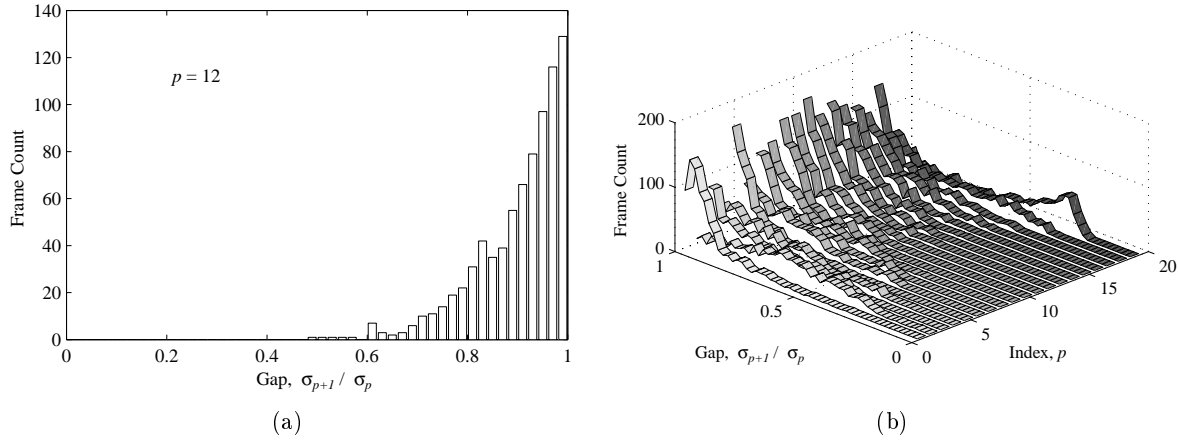 140
120
100
80
60
40
20
0
Frame Count
p = 12
0 0.2 0.4 0.6 0.8 1
Gap, σp+1 / σp
(a)
200
100
0
Frame Count
1
0.5
0
Gap, σp+1 / σp
0
5
10
15
20
Index, p
(b)